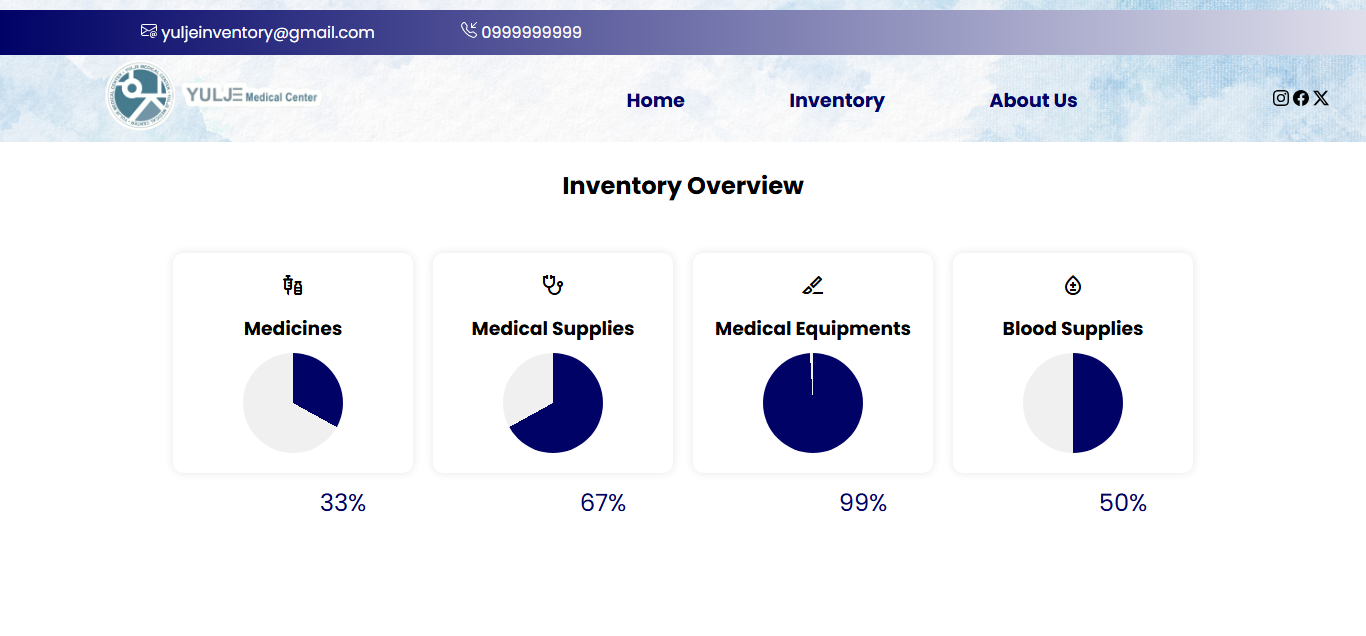 yuljeinventory@gmail.com 0999999999
YULJE Medical Center
Home Inventory About Us
Inventory Overview
Medicines Medical Supplies Medical Equipments Blood Supplies
33% 67% 99% 50%